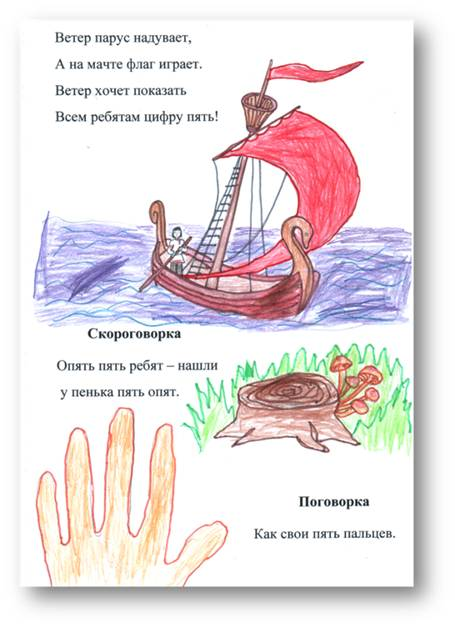 Ветер парус надувает,
А на мачте флаг играет.
Ветер хочет показать
Всем ребятам цифру пять!
Скороговорка
Опять пять ребят – нашли
у пенька пять опят.
Поговорка
Как свои пять пальцев.